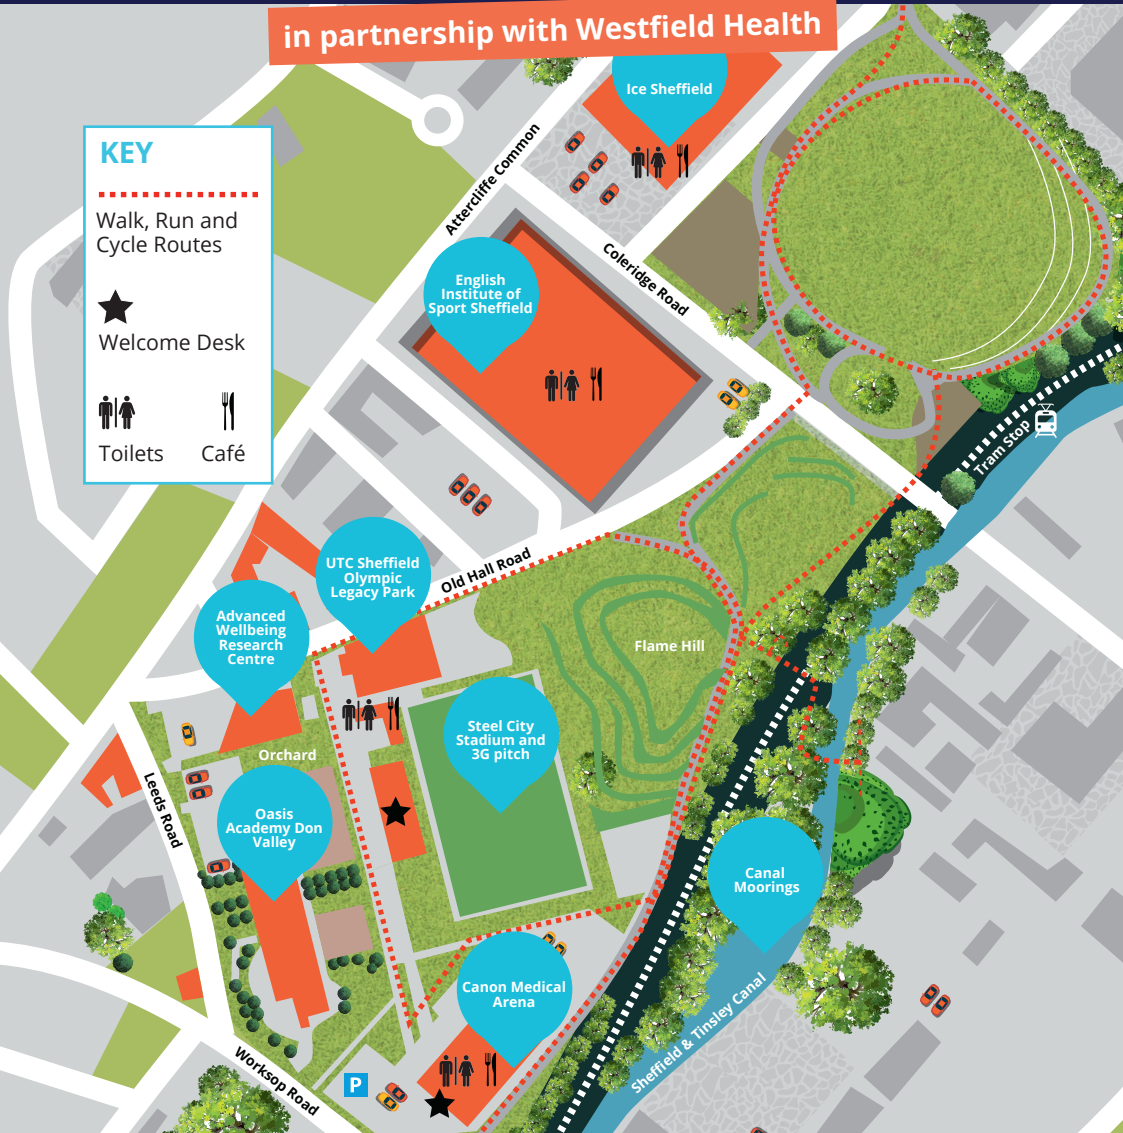 in partnership with Westfield Health
Ice Sheffield
KEY
Walk, Run and
Cycle Routes
Welcome Desk
Toilets
Café
Attercliffe Common
English
Institute of
Sport Sheffield
Coleridge Road
Tram Stop
Old Hall Road
UTC Sheffield
Olympic
Legacy Park
Advanced
Wellbeing
Research
Centre
Flame Hill
Steel City
Stadium and
3G pitch
Orchard
Leeds Road
Oasis
Academy Don
Valley
Canal
Moorings
Canon Medical
Arena
Sheffield & Tinsley Canal
Worksop Road
P